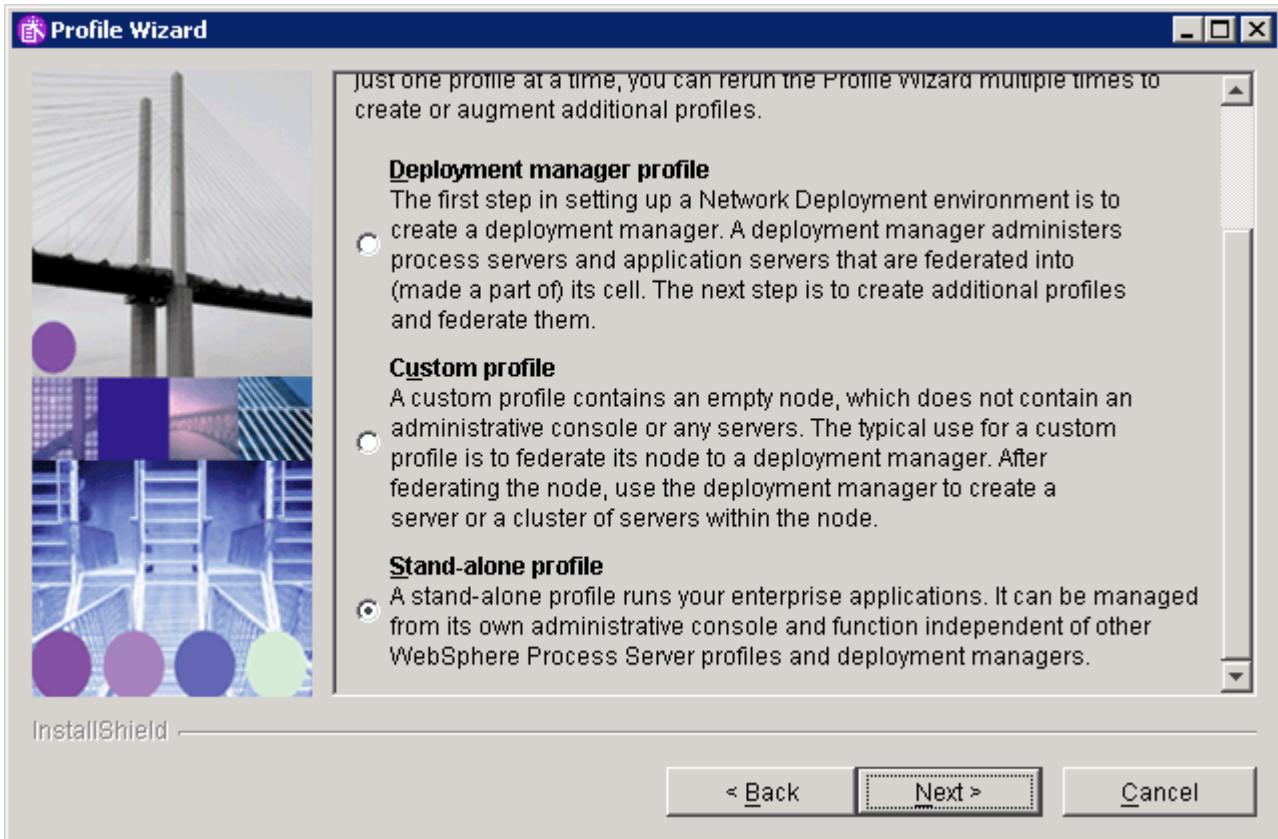 Profile Wizard
just one profile at a time, you can rerun the Profile Wizard multiple times to
create or augment additional profiles.
Deployment manager profile
The first step in setting up a Network Deployment environment is to
create a deployment manager. A deployment manager administers
process servers and application servers that are federated into
(made a part of) its cell. The next step is to create additional profiles
and federate them.
Custom profile
A custom profile contains an empty node, which does not contain an
administrative console or any servers. The typical use for a custom
profile is to federate its node to a deployment manager. After
federating the node, use the deployment manager to create a
server or a cluster of servers within the node.
Stand-alone profile
A stand-alone profile runs your enterprise applications. It can be managed
from its own administrative console and function independent of other
WebSphere Process Server profiles and deployment managers.
InstallShield
< Back
Next >
Cancel